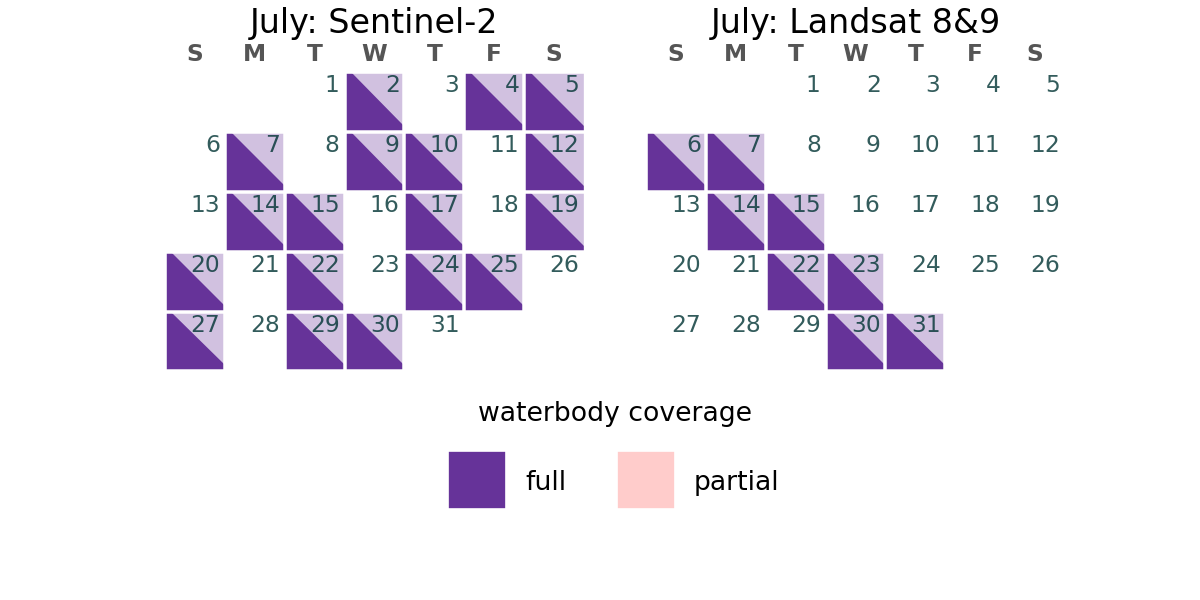 July: Sentinel-2
S M T W T F S
1 2 3 4 5
6 7 8 9 10 11 12
13 14 15 16 17 18 19
20 21 22 23 24 25 26
27 28 29 30 31
July: Landsat 8&9
S M T W T F S
1 2 3 4 5
6 7 8 9 10 11 12
13 14 15 16 17 18 19
20 21 22 23 24 25 26
27 28 29 30 31
waterbody coverage
full partial